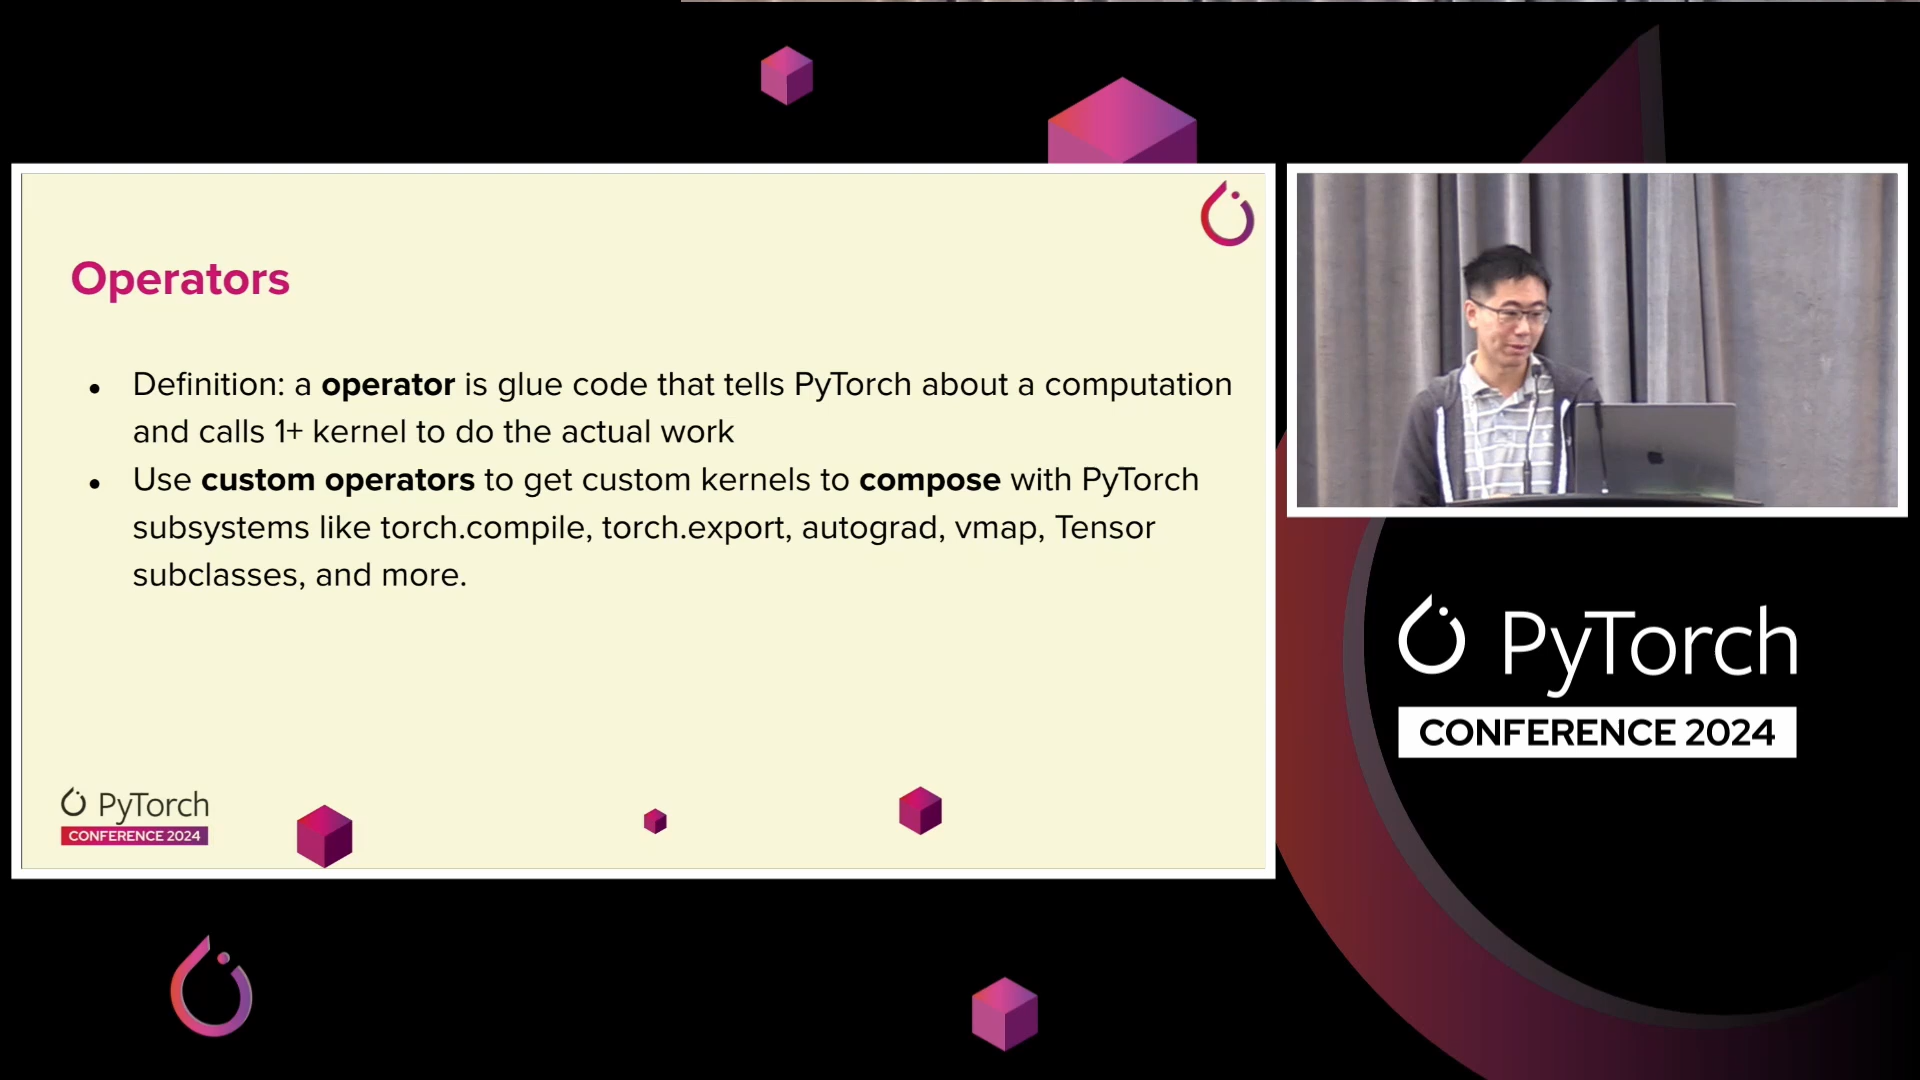 Operators
• Definition: a operator is glue code that tells PyTorch about a computation
and calls 1+ kernel to do the actual work
• Use custom operators to get custom kernels to compose with PyTorch
subsystems like torch.compile, torch.export, autograd, vmap, Tensor
subclasses, and more.
PyTorch
CONFERENCE 2024
PyTorch
CONFERENCE 2024